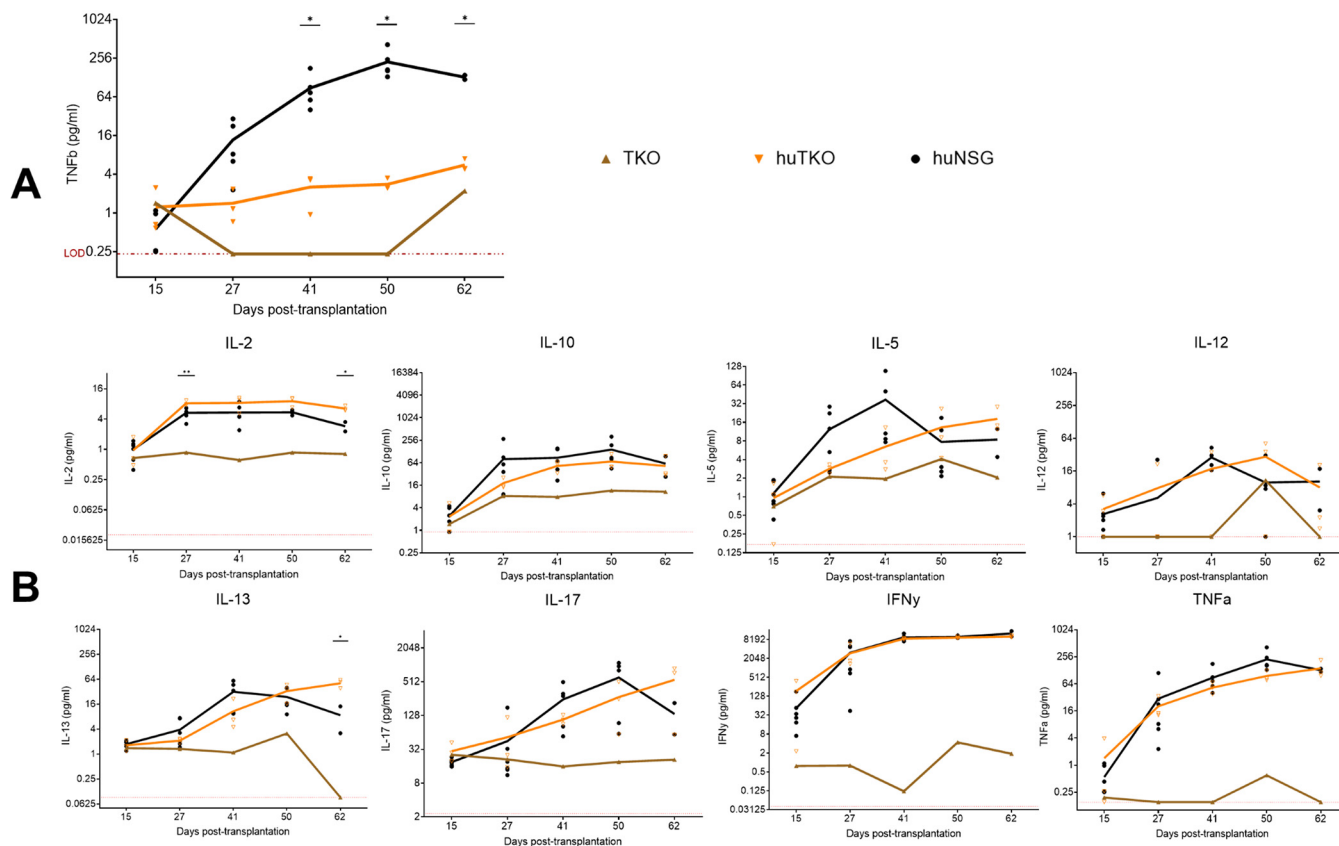 A
TNFb (pg/ml)
1024
256
64
16
4
1
0.25
LOD
* * *
15 27 41 50 62
Days post-transplantation
TKO huTKO huNSG
B
IL-2
IL-2 (pg/ml)
16
4
1
0.25
0.0625
0.015625
** *
15 27 41 50 62
Days post-transplantation
IL-10
IL-10 (pg/ml)
16384
4096
1024
256
64
16
4
1
0.25
15 27 41 50 62
Days post-transplantation
IL-5
IL-5 (pg/ml)
128
64
32
16
8
4
2
1
0.5
0.25
0.125
15 27 41 50 62
Days post-transplantation
IL-12
IL-12 (pg/ml)
1024
256
64
16
4
1
15 27 41 50 62
Days post-transplantation
IL-13
IL-13 (pg/ml)
1024
256
64
16
4
1
0.25
0.0625
*
15 27 41 50 62
Days post-transplantation
IL-17
IL-17 (pg/ml)
2048
512
128
32
8
2
15 27 41 50 62
Days post-transplantation
IFNy
IFNy (pg/ml)
8192
2048
512
128
32
8
2
0.5
0.125
0.03125
15 27 41 50 62
Days post-transplantation
TNFa
TNFa (pg/ml)
1024
256
64
16
4
1
0.25
15 27 41 50 62
Days post-transplantation